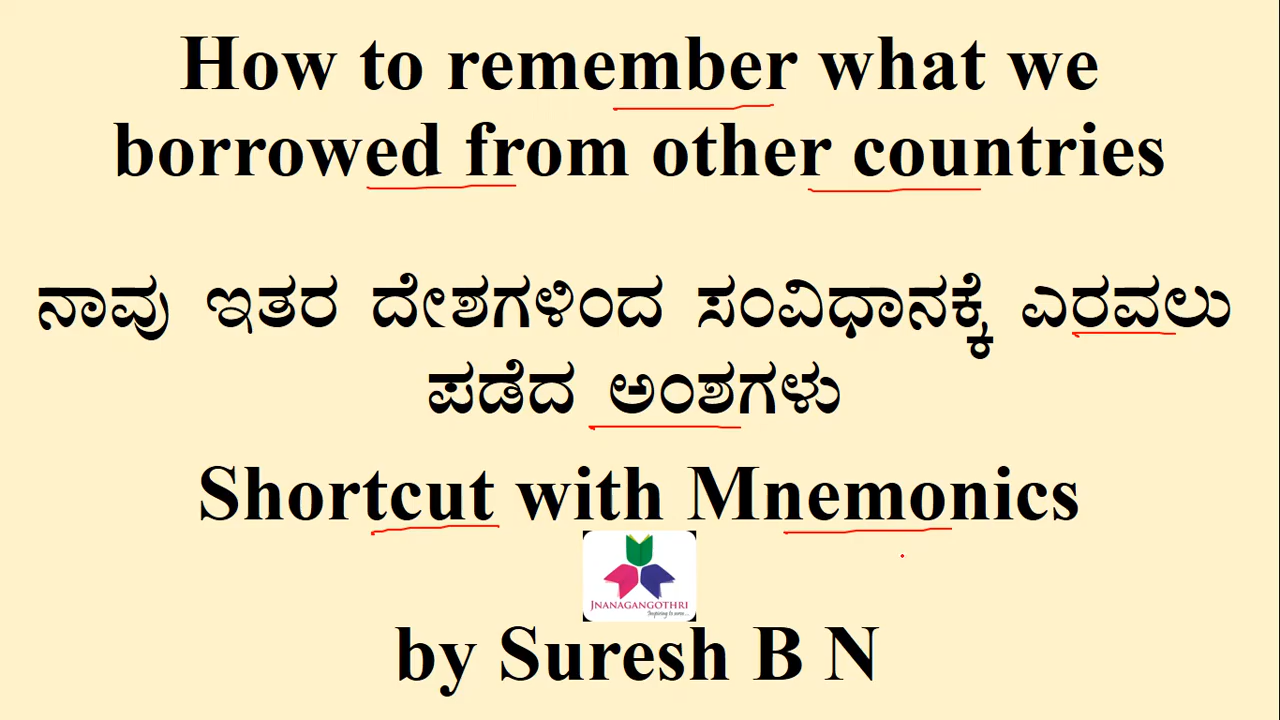 How to remember what we
borrowed from other countries
ನಾವು ಇತರ ದೇಶಗಳಿಂದ ಸಂವಿಧಾನಕ್ಕೆ ಎರವಲು
ಪಡೆದ ಅಂಶಗಳು
Shortcut with Mnemonics
JNANAGANGOTHRI
by Suresh B N